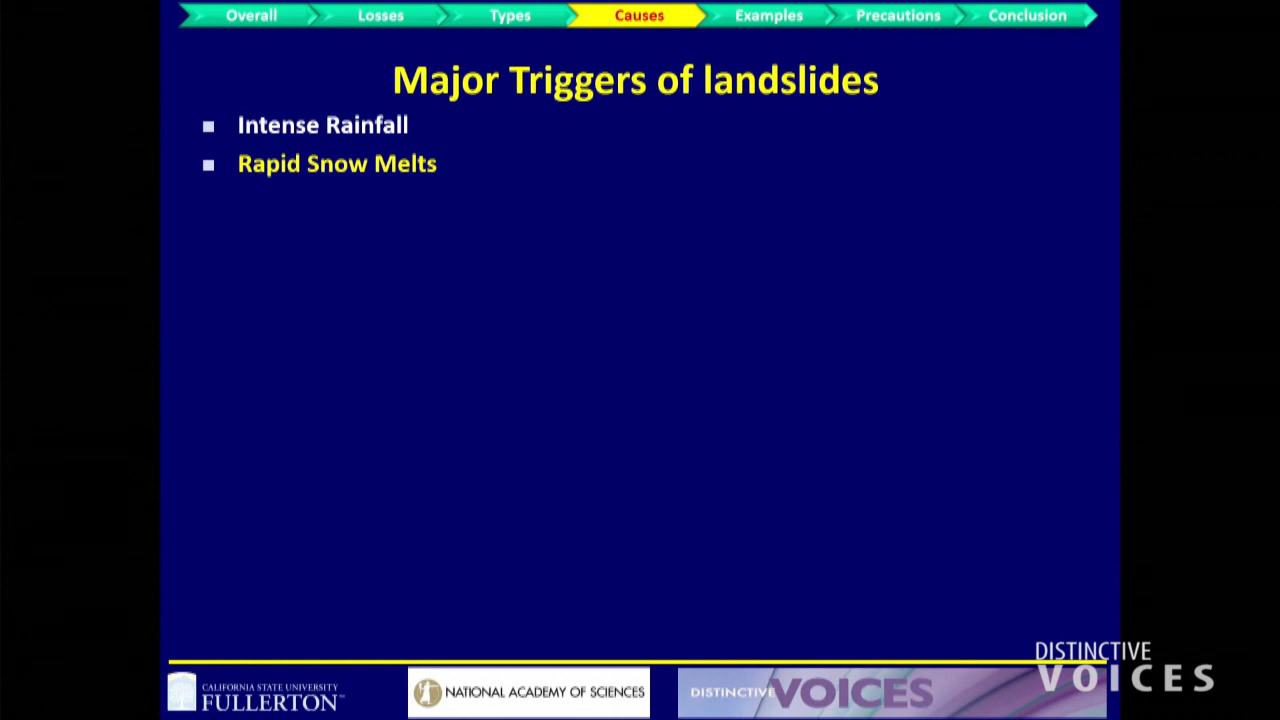 Overall Losses Types Causes Examples Precautions Conclusion
Major Triggers of landslides
Intense Rainfall
Rapid Snow Melts
DISTINCTIVE
VOICES
CALIFORNIA STATE UNIVERSITY
FULLERTON™
NATIONAL ACADEMY OF SCIENCES
DISTINCTIVE VOICES